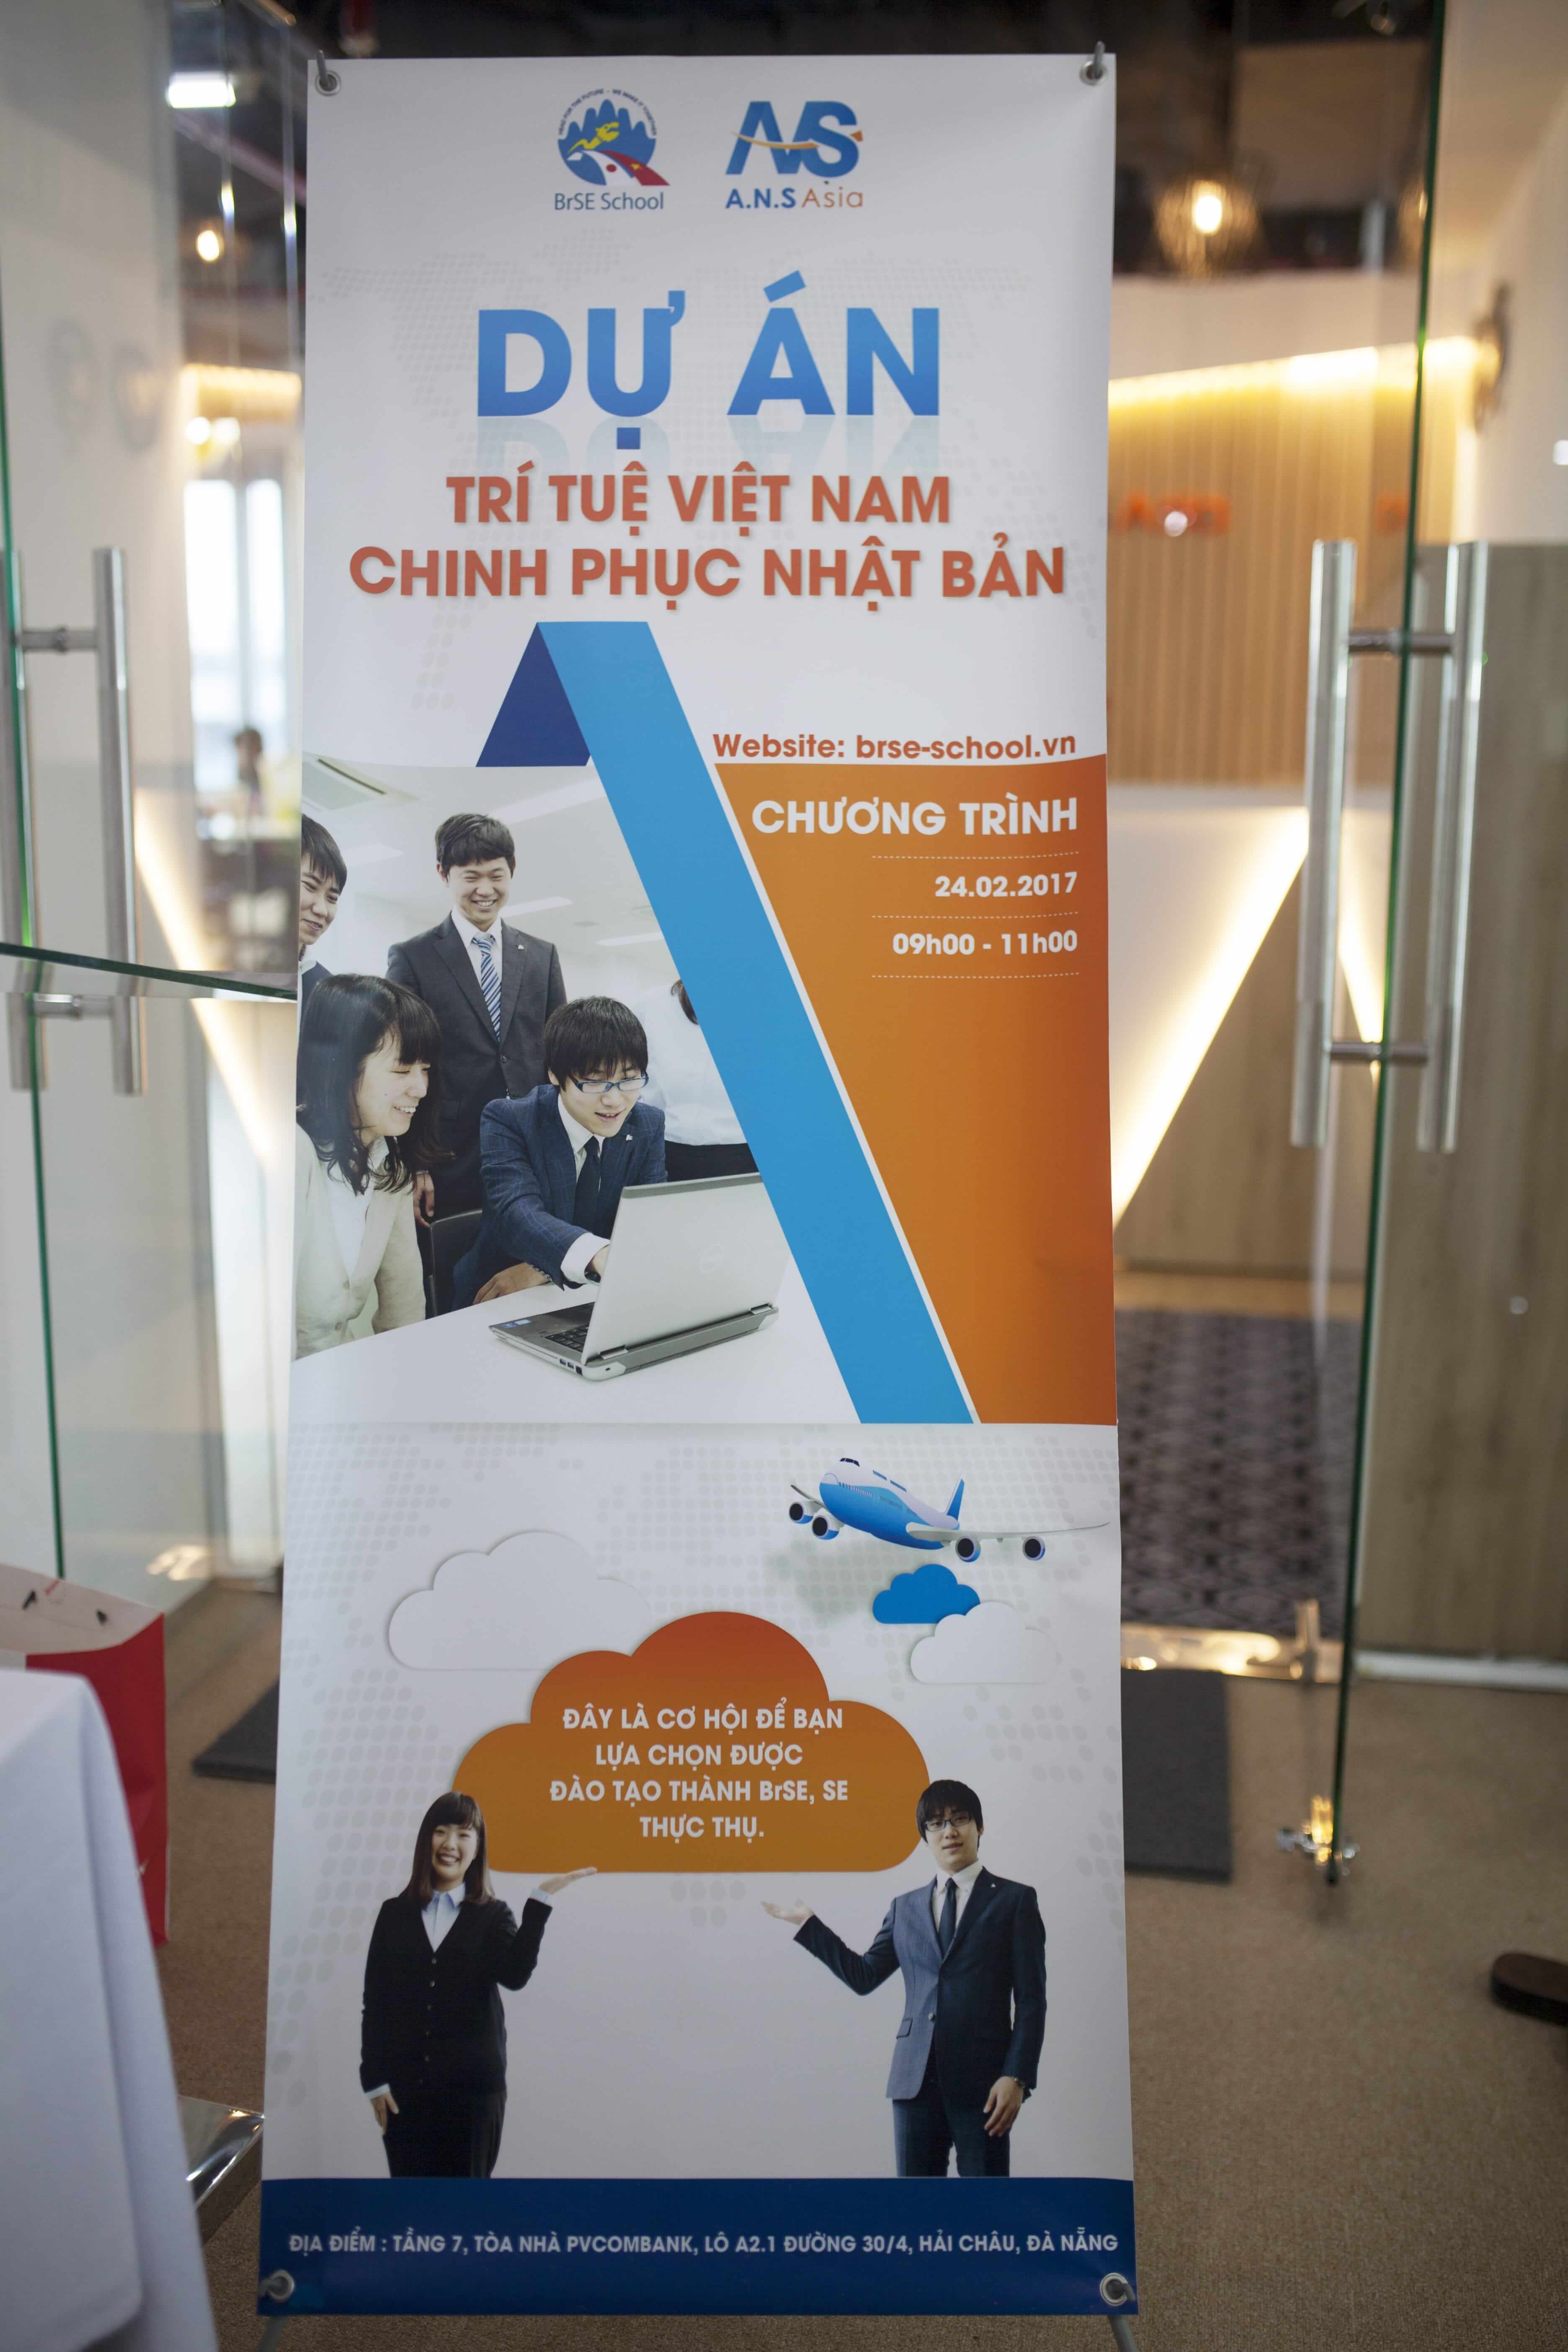 BrSE School
A.N.S Asia
DỰ ÁN
TRÍ TUỆ VIỆT NAM
CHINH PHỤC NHẬT BẢN
Website: brse-school.vn
CHƯƠNG TRÌNH
24.02.2017
09h00 - 11h00
ĐÂY LÀ CƠ HỘI ĐỂ BẠN
LỰA CHỌN ĐƯỢC
ĐÀO TẠO THÀNH BrSE, SE
THỰC THỤ.
ĐỊA ĐIỂM : TẦNG 7, TÒA NHÀ PVCOMBANK, LÔ A2.1 ĐƯỜNG 30/4, HẢI CHÂU, ĐÀ NẴNG